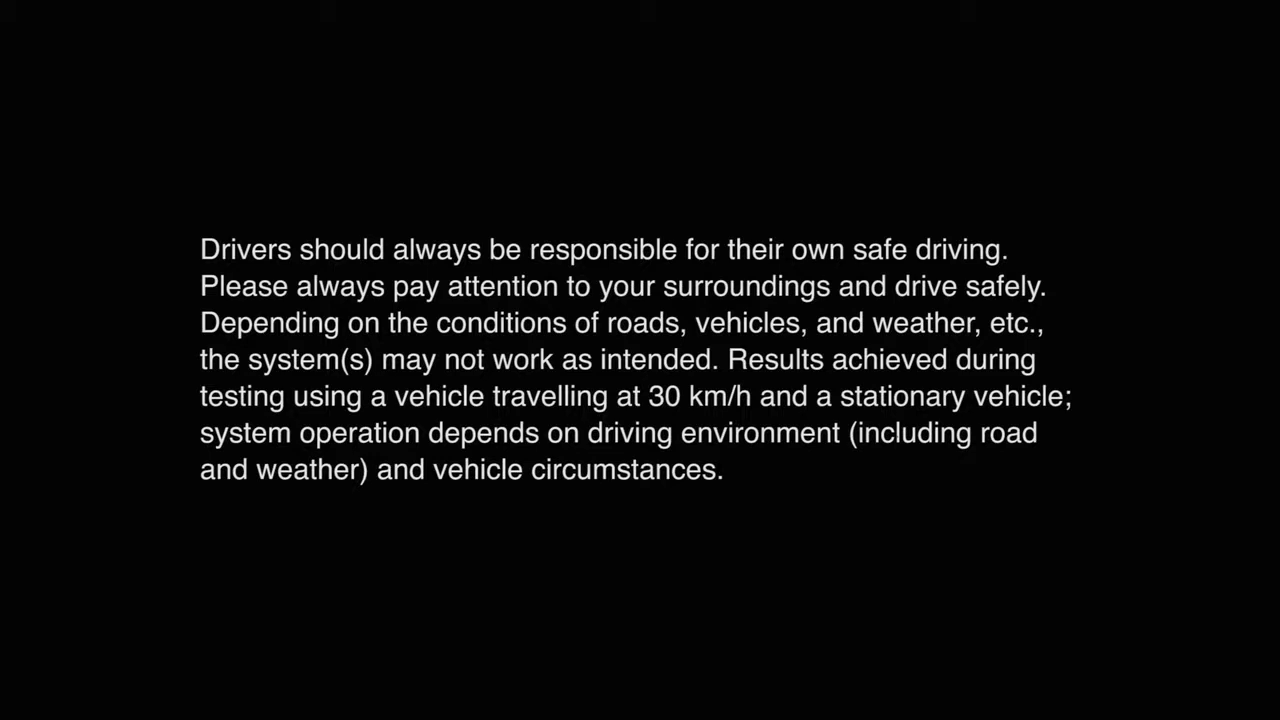 Drivers should always be responsible for their own safe driving.
Please always pay attention to your surroundings and drive safely.
Depending on the conditions of roads, vehicles, and weather, etc.,
the system(s) may not work as intended. Results achieved during
testing using a vehicle travelling at 30 km/h and a stationary vehicle;
system operation depends on driving environment (including road
and weather) and vehicle circumstances.